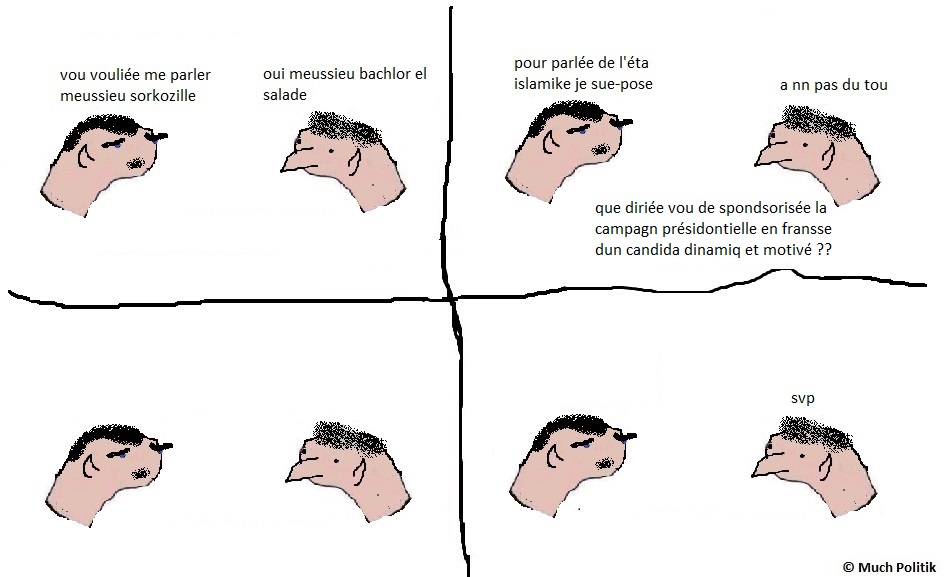 vou vouliée me parler
meussieu sorkozille
oui meussieu bachlor el
salade
pour parlée de l'éta
islamike je sue-pose
a nn pas du tou
que diriée vou de spondsorisée la
campagn présidontielle en fransse
dun candida dinamiq et motivé ??
svp
© Much Politik